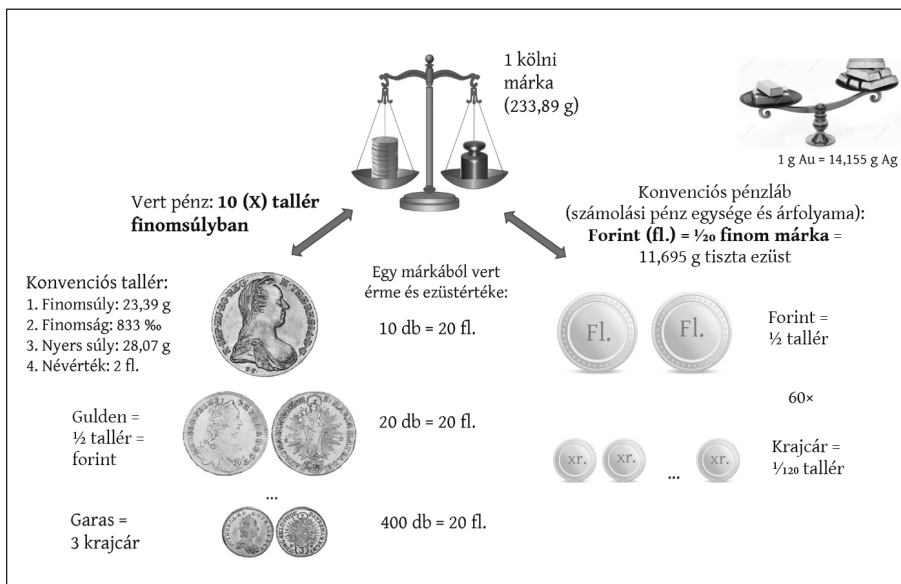 1 kölni
márka
(233,89 g)
1 g Au = 14,155 g Ag
Vert pénz: 10 (X) tallér
finomsúlyban
Konvenciós pénzláb
(számolási pénz egysége és árfolyama):
Forint (fl.) = ¹⁄₂₀ finom márka =
11,695 g tiszta ezüst
Konvenciós tallér:
1. Finomsúly: 23,39 g
2. Finomság: 833 ‰
3. Nyers súly: 28,07 g
4. Névérték: 2 fl.
Egy márkából vert
érme és ezüstértéke:
10 db = 20 fl.
Fl.
Fl.
Forint =
½ tallér
60×
Gulden =
½ tallér =
forint
20 db = 20 fl.
xr.
xr.
...
xr.
Krajcár =
¹⁄₁₂₀ tallér
...
Garas =
3 krajcár
400 db = 20 fl.